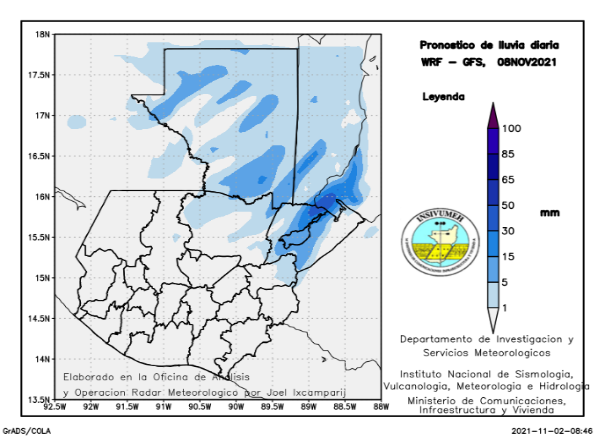 Pronostico de lluvia diaria
WRF – GFS, 08NOV2021
Leyenda
100
85
65
50
30
15
5
1
mm
INSIVUMEH
Departamento de Investigacion y
Servicios Meteorologicos
Instituto Nacional de Sismologia,
Vulcanologia, Meteorologia e Hidrologia
Ministerio de Comunicaciones,
Infraestructura y Vivienda
18N
17.5N
17N
16.5N
16N
15.5N
15N
14.5N
14N
13.5N
92.5W 92W 91.5W 91W 90.5W 90W 89.5W 89W 88.5W 88W
Elaborado en la Oficina de Analisis
y Operacion Radar Meteorologico por Joel Ixcamparij
GrADS/COLA
2021-11-02-08:46